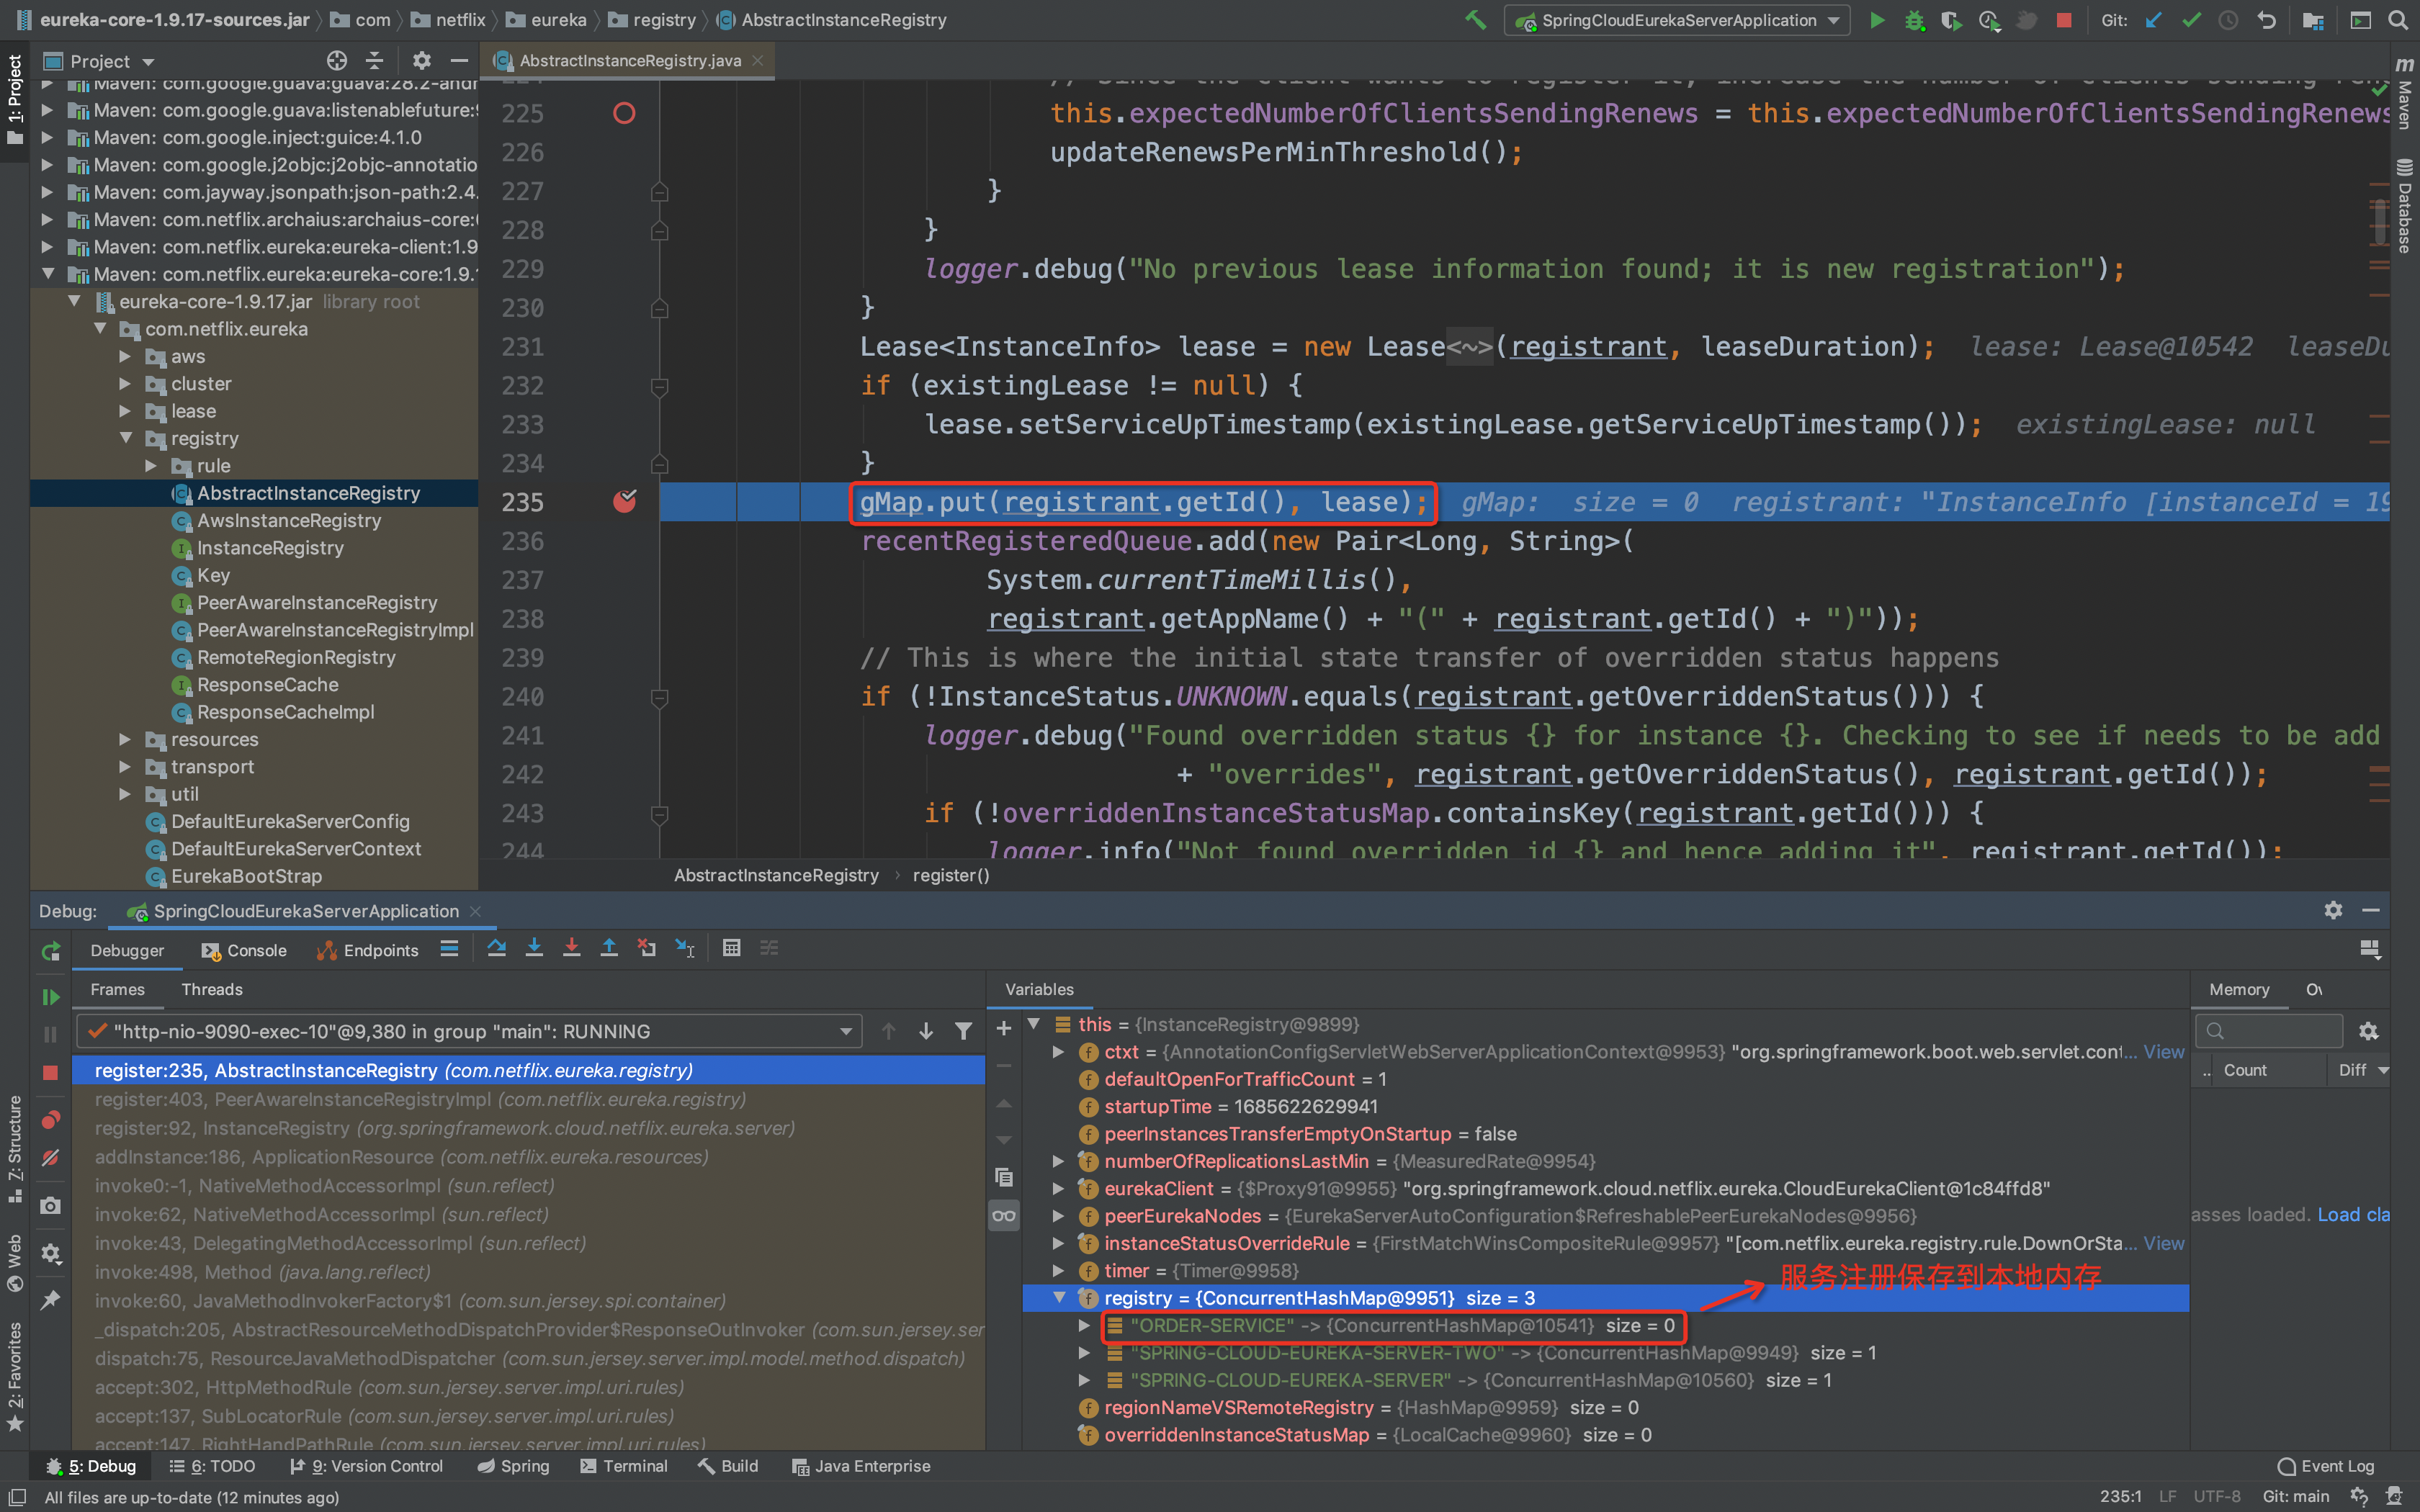 eureka-core-1.9.17-sources.jar com netflix eureka registry AbstractInstanceRegistry
SpringCloudEurekaServerApplication Git:
1: Project
Project
AbstractInstanceRegistry.java
Maven: com.google.guava:guava:28.2-andr
Maven: com.google.guava:listenablefuture:9
Maven: com.google.inject:guice:4.1.0
Maven: com.google.j2objc:j2objc-annotatio
Maven: com.jayway.jsonpath:json-path:2.4.
Maven: com.netflix.archaius:archaius-core:
Maven: com.netflix.eureka:eureka-client:1.9
Maven: com.netflix.eureka:eureka-core:1.9.1
eureka-core-1.9.17.jar library root
com.netflix.eureka
aws
cluster
lease
registry
rule
AbstractInstanceRegistry
AwsInstanceRegistry
InstanceRegistry
Key
PeerAwareInstanceRegistry
PeerAwareInstanceRegistryImpl
RemoteRegionRegistry
ResponseCache
ResponseCacheImpl
resources
transport
util
DefaultEurekaServerConfig
DefaultEurekaServerContext
EurekaBootStrap
224 // Since the client wants to register it, increase the number of clients sending rene
225 this.expectedNumberOfClientsSendingRenews = this.expectedNumberOfClientsSendingRenews
226 updateRenewsPerMinThreshold();
227 }
228 }
229 logger.debug("No previous lease information found; it is new registration");
230 }
231 Lease<InstanceInfo> lease = new Lease<~>(registrant, leaseDuration); lease: Lease@10542 leaseDu
232 if (existingLease != null) {
233 lease.setServiceUpTimestamp(existingLease.getServiceUpTimestamp()); existingLease: null
234 }
235 gMap.put(registrant.getId(), lease); gMap: size = 0 registrant: "InstanceInfo [instanceId = 19
236 recentRegisteredQueue.add(new Pair<Long, String>(
237 System.currentTimeMillis(),
238 registrant.getAppName() + "(" + registrant.getId() + ")"));
239 // This is where the initial state transfer of overridden status happens
240 if (!InstanceStatus.UNKNOWN.equals(registrant.getOverriddenStatus())) {
241 logger.debug("Found overridden status {} for instance {}. Checking to see if needs to be add
242 + "overrides", registrant.getOverriddenStatus(), registrant.getId());
243 if (!overriddenInstanceStatusMap.containsKey(registrant.getId())) {
244 logger.info("Not found overridden id {} and hence adding it", registrant.getId());
AbstractInstanceRegistry register()
Maven
Database
Debug: SpringCloudEurekaServerApplication
Debugger Console Endpoints
Frames Threads
"http-nio-9090-exec-10"@9,380 in group "main": RUNNING
register:235, AbstractInstanceRegistry (com.netflix.eureka.registry)
register:403, PeerAwareInstanceRegistryImpl (com.netflix.eureka.registry)
register:92, InstanceRegistry (org.springframework.cloud.netflix.eureka.server)
addInstance:186, ApplicationResource (com.netflix.eureka.resources)
invoke0:-1, NativeMethodAccessorImpl (sun.reflect)
invoke:62, NativeMethodAccessorImpl (sun.reflect)
invoke:43, DelegatingMethodAccessorImpl (sun.reflect)
invoke:498, Method (java.lang.reflect)
invoke:60, JavaMethodInvokerFactory$1 (com.sun.jersey.spi.container)
_dispatch:205, AbstractResourceMethodDispatchProvider$ResponseOutInvoker (com.sun.jersey.ser
dispatch:75, ResourceJavaMethodDispatcher (com.sun.jersey.server.impl.model.method.dispatch)
accept:302, HttpMethodRule (com.sun.jersey.server.impl.uri.rules)
accept:137, SubLocatorRule (com.sun.jersey.server.impl.uri.rules)
accept:147, RightHandPathRule (com.sun.jersey.server.impl.uri.rules)
Variables
this = {InstanceRegistry@9899}
ctxt = {AnnotationConfigServletWebServerApplicationContext@9953} "org.springframework.boot.web.servlet.cont... View
defaultOpenForTrafficCount = 1
startupTime = 1685622629941
peerInstancesTransferEmptyOnStartup = false
numberOfReplicationsLastMin = {MeasuredRate@9954}
eurekaClient = {$Proxy91@9955} "org.springframework.cloud.netflix.eureka.CloudEurekaClient@1c84ffd8"
peerEurekaNodes = {EurekaServerAutoConfiguration$RefreshablePeerEurekaNodes@9956}
instanceStatusOverrideRule = {FirstMatchWinsCompositeRule@9957} "[com.netflix.eureka.registry.rule.DownOrSta... View
timer = {Timer@9958}
服务注册保存到本地内存
registry = {ConcurrentHashMap@9951} size = 3
"ORDER-SERVICE" -> {ConcurrentHashMap@10541} size = 0
"SPRING-CLOUD-EUREKA-SERVER-TWO" -> {ConcurrentHashMap@9949} size = 1
"SPRING-CLOUD-EUREKA-SERVER" -> {ConcurrentHashMap@10560} size = 1
regionNameVSRemoteRegistry = {HashMap@9959} size = 0
overriddenInstanceStatusMap = {LocalCache@9960} size = 0
Memory Ov
.. Count Diff
asses loaded. Load cla
Z: Structure
Web
2: Favorites
5: Debug 6: TODO 9: Version Control Spring Terminal Build Java Enterprise Event Log
All files are up-to-date (12 minutes ago) 235:1 LF UTF-8 Git: main